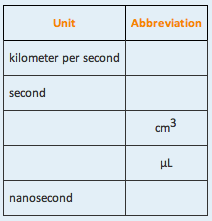 Unit Abbreviation
kilometer per second
second
cm³
µL
nanosecond